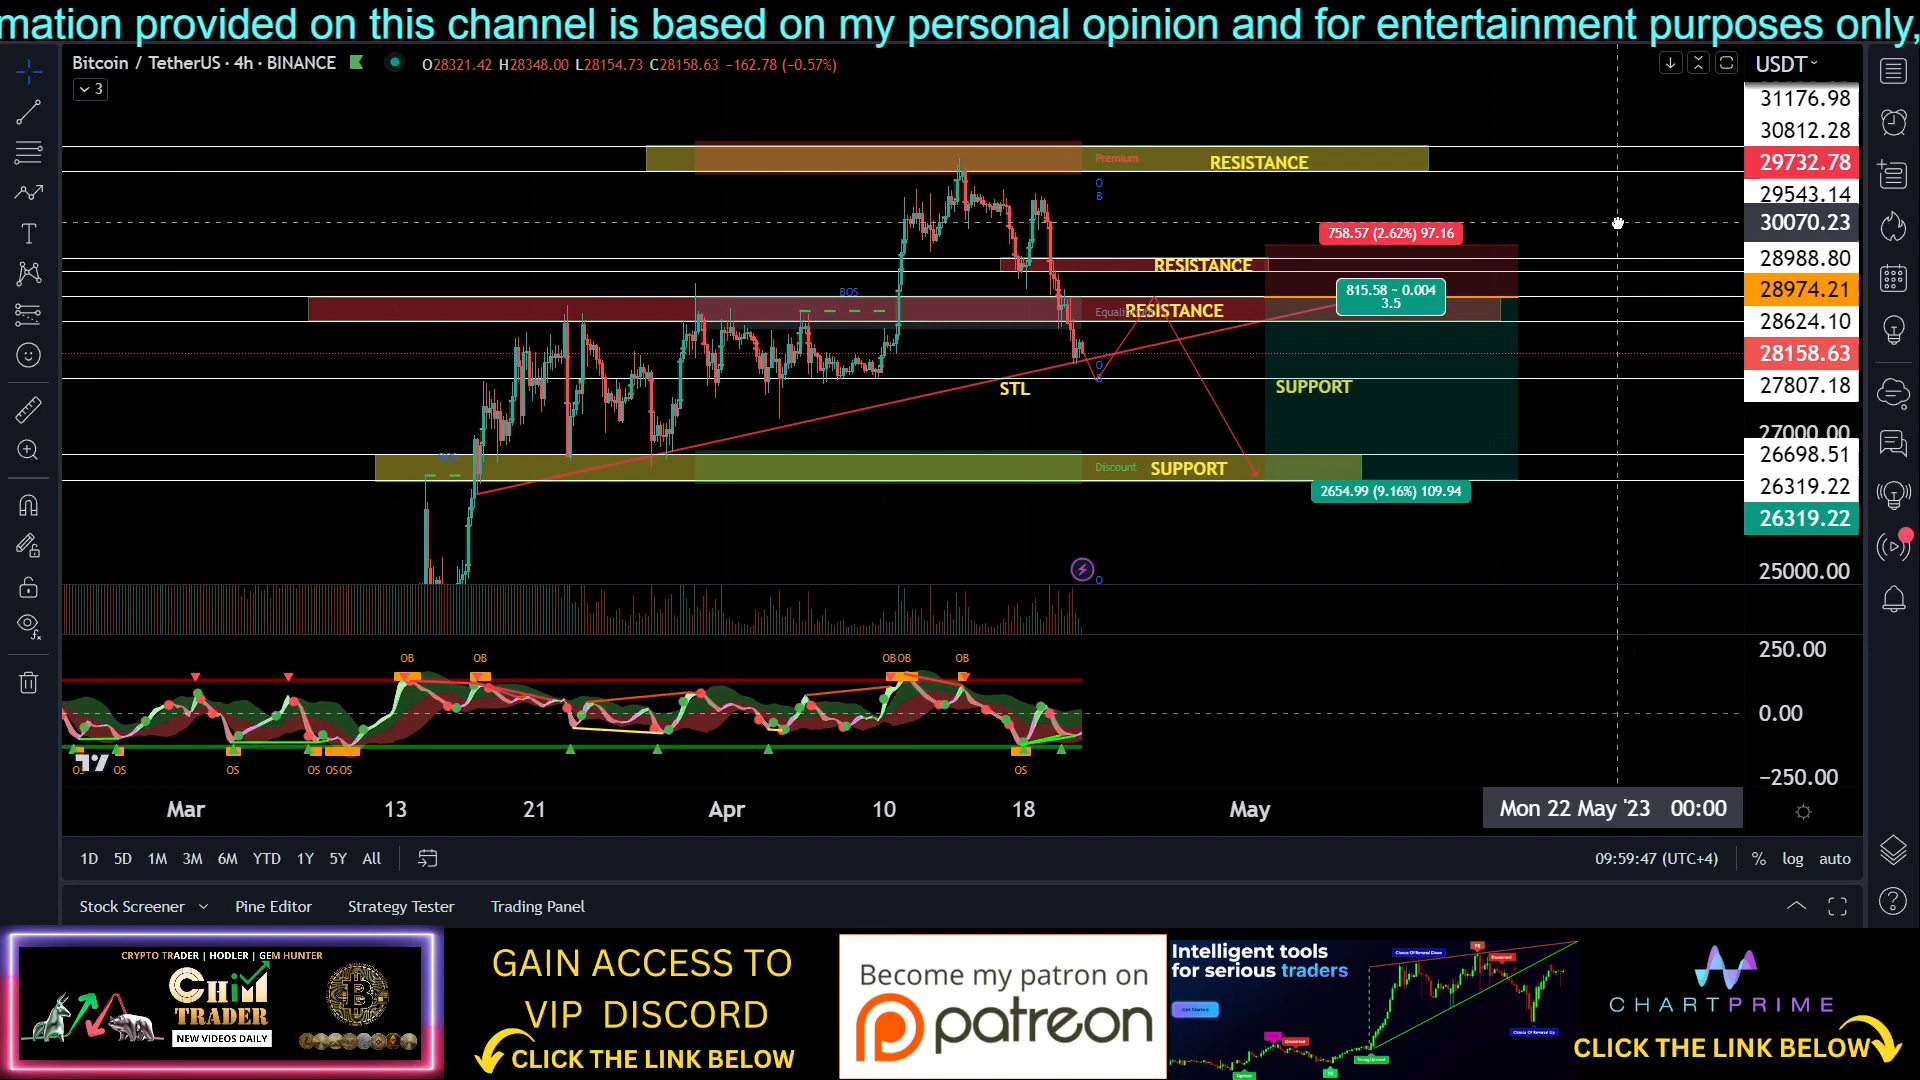 mation provided on this channel is based on my personal opinion and for entertainment purposes only,
Bitcoin / TetherUS · 4h · BINANCE
O28321.42 H28348.00 L28154.73 C28158.63 −162.78 (−0.57%)
3
USDT
31176.98
30812.28
29732.78
29543.14
30070.23
28988.80
28974.21
28624.10
28158.63
27807.18
27000.00
26698.51
26319.22
26319.22
25000.00
Premium
RESISTANCE
O
B
758.57 (2.62%) 97.16
RESISTANCE
815.58 ~ 0.004
3.5
BOS
RESISTANCE
O
STL
SUPPORT
Discount
SUPPORT
2654.99 (9.16%) 109.94
O
250.00
0.00
−250.00
OB
OB
OB OB
OB
OS
OS
OS
OS OS
OS
Mar
13
21
Apr
10
18
May
Mon 22 May '23 00:00
1D 5D 1M 3M 6M YTD 1Y 5Y All
09:59:47 (UTC+4)
% log auto
Stock Screener
Pine Editor
Strategy Tester
Trading Panel
CRYPTO TRADER | HODLER | GEM HUNTER
CHiM
TRADER
NEW VIDEOS DAILY
GAIN ACCESS TO
VIP DISCORD
CLICK THE LINK BELOW
Become my patron on
patreon
Intelligent tools
for serious traders
Get Started
CHARTPRIME
CLICK THE LINK BELOW